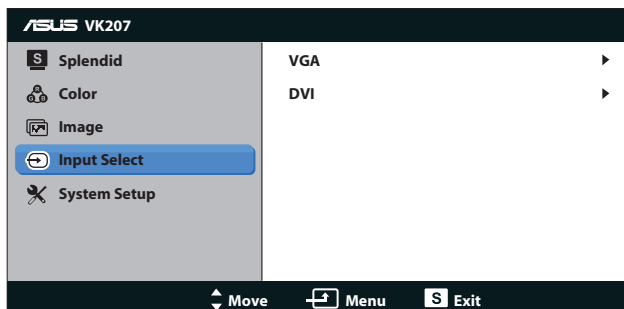 ASUS VK207
S Splendid
VGA
R G B Color
DVI
Image
Input Select
System Setup
Move Menu S Exit